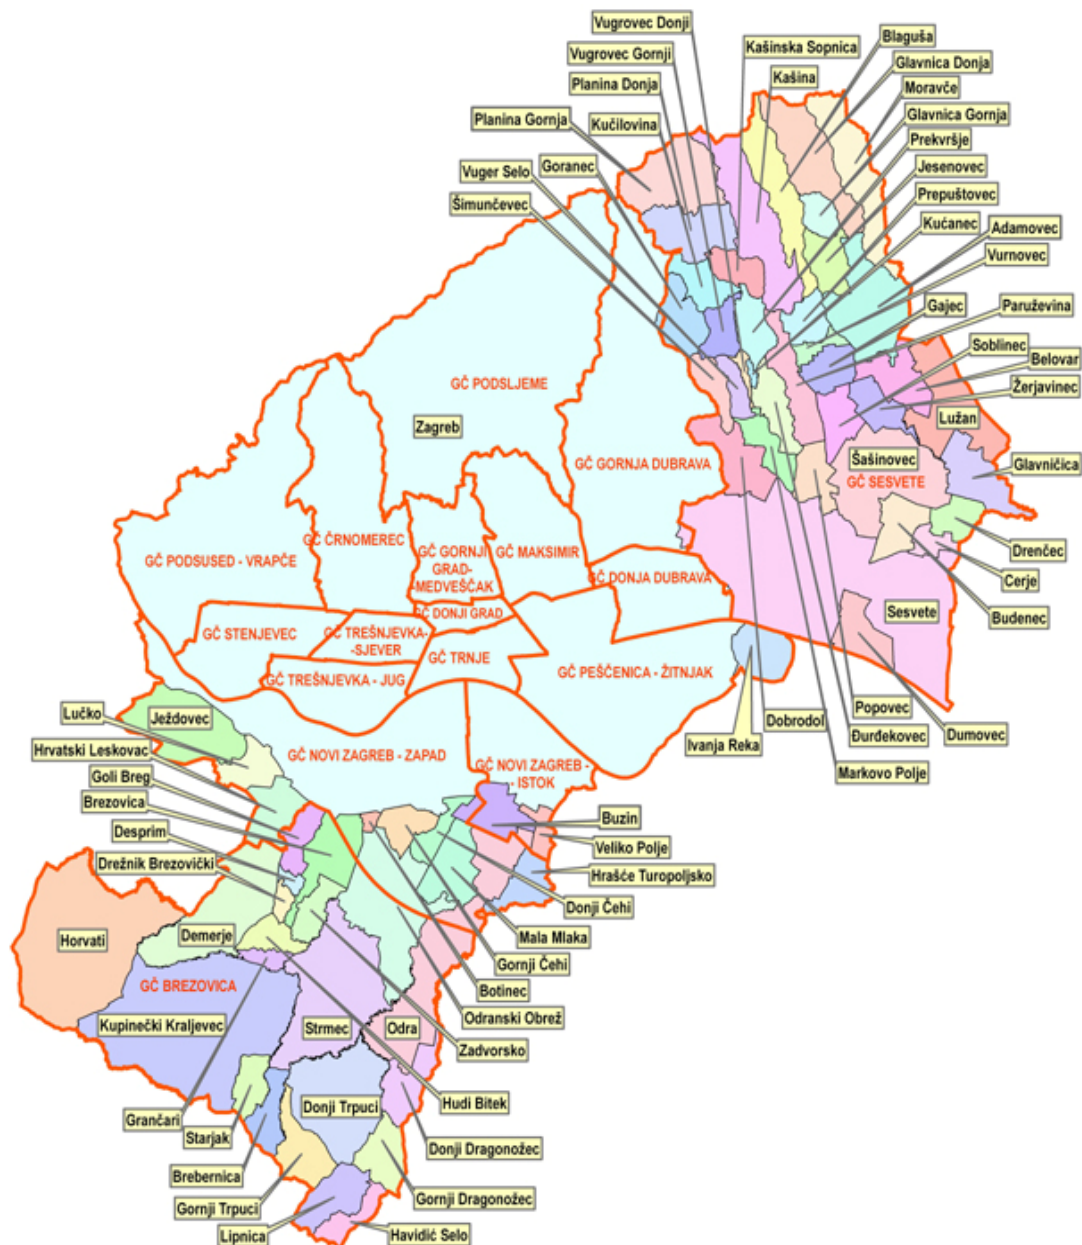 Vugrovec Donji
Kašinska Sopnica
Blaguša
Vugrovec Gornji
Glavnica Donja
Kašina
Planina Donja
Moravče
Planina Gornja
Kučilovina
Glavnica Gornja
Prekvršje
Vuger Selo
Goranec
Jesenovec
Šimunčevec
Prepuštovec
Kućanec
Adamovec
Vurnovec
Gajec
Paruževina
Soblinec
Belovar
Žerjavinec
GČ PODSLJEME
Zagreb
Lužan
GČ GORNJA DUBRAVA
Šašinovec
Glavničica
GČ SESVETE
GČ ČRNOMEREC
GČ PODSUSED - VRAPČE
GČ GORNJI
GRAD-
-MEDVEŠČAK
GČ MAKSIMIR
Drenčec
GČ DONJA DUBRAVA
Cerje
Budenec
Sesvete
GČ DONJI GRAD
GČ STENJEVEC
GČ TREŠNJEVKA-
-SJEVER
GČ TRNJE
GČ TREŠNJEVKA - JUG
GČ PEŠČENICA - ŽITNJAK
Lučko
Ježdovec
Popovec
Dobrodol
Đurđekovec
Dumovec
Ivanja Reka
Markovo Polje
Hrvatski Leskovac
GČ NOVI ZAGREB - ZAPAD
GČ NOVI ZAGREB -
- ISTOK
Goli Breg
Brezovica
Buzin
Desprim
Veliko Polje
Drežnik Brezovički
Hrašće Turopoljsko
Donji Čehi
Horvati
Demerje
Mala Mlaka
Gornji Čehi
GČ BREZOVICA
Botinec
Kupinečki Kraljevec
Strmec
Odra
Odranski Obrež
Zadvorsko
Grančari
Donji Trpuci
Hudi Bitek
Starjak
Donji Dragonožec
Brebernica
Gornji Trpuci
Gornji Dragonožec
Lipnica
Havidić Selo